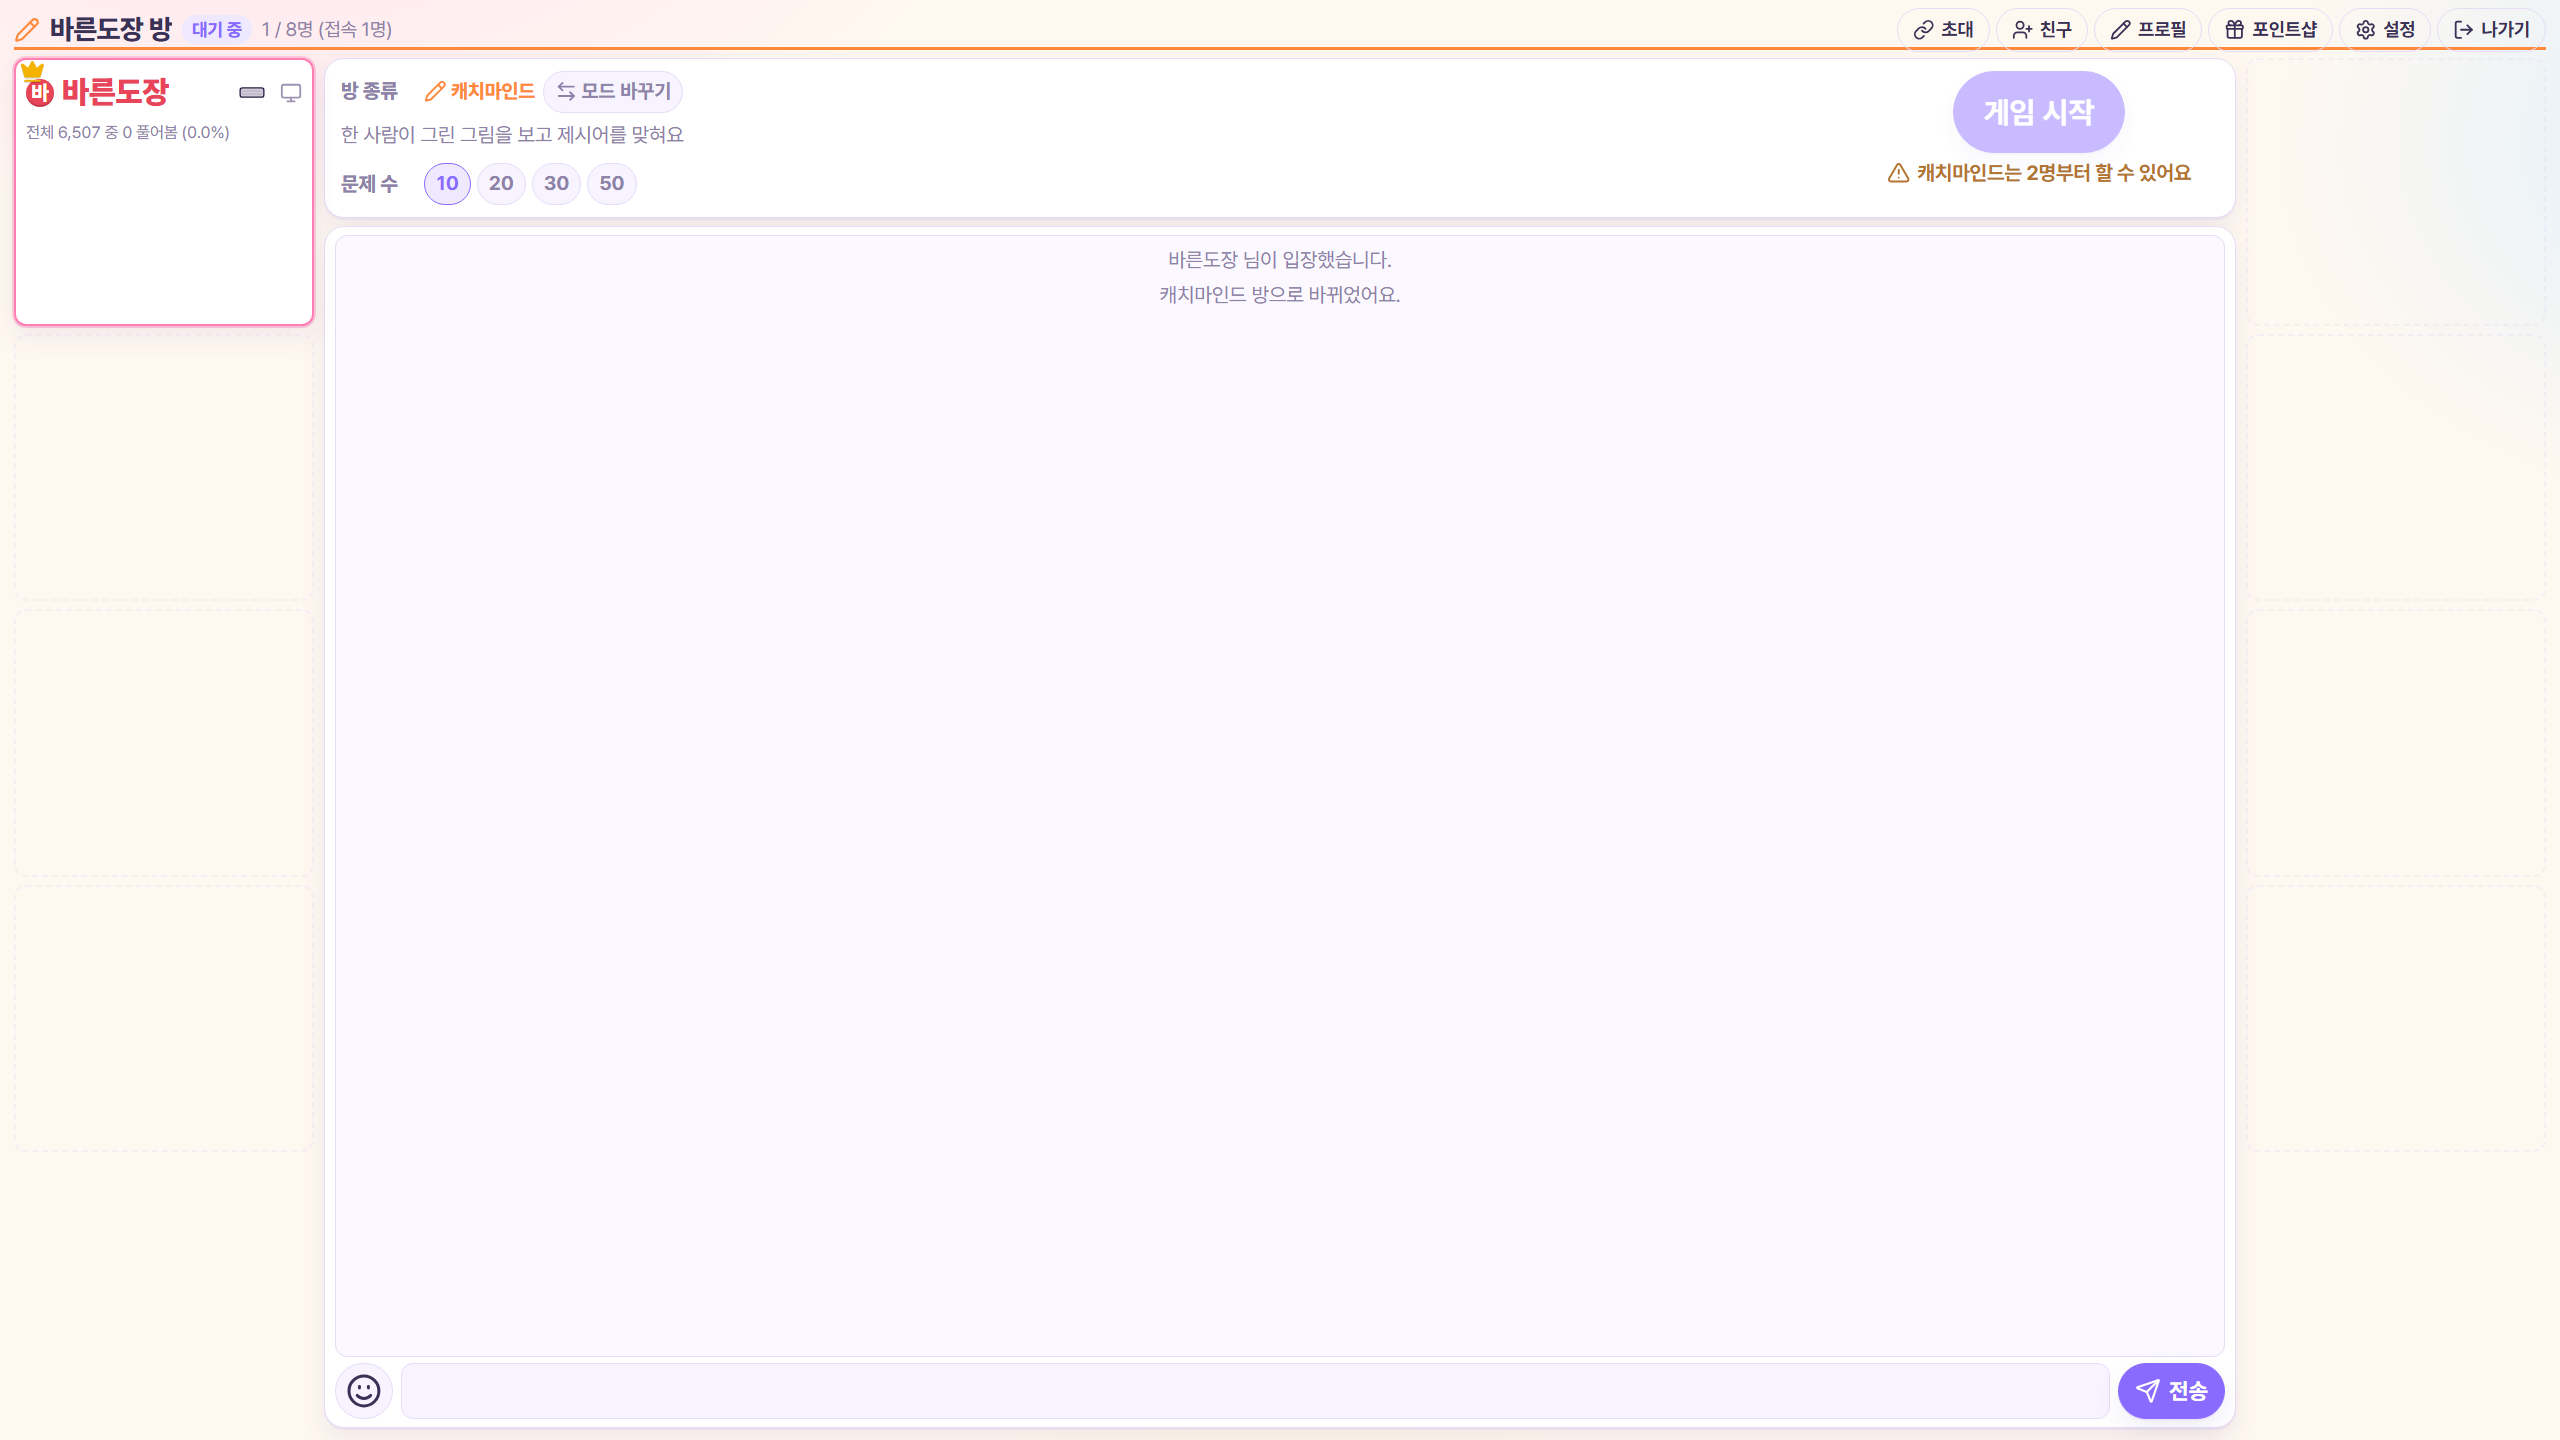 바른도장 방 대기 중 1 / 8명 (접속 1명)
초대 친구 프로필 포인트샵 설정 나가기
바 바른도장
전체 6,507 중 0 풀어봄 (0.0%)
방 종류 캐치마인드 모드 바꾸기
한 사람이 그린 그림을 보고 제시어를 맞혀요
문제 수 10 20 30 50
게임 시작
캐치마인드는 2명부터 할 수 있어요
바른도장 님이 입장했습니다.
캐치마인드 방으로 바뀌었어요.
전송